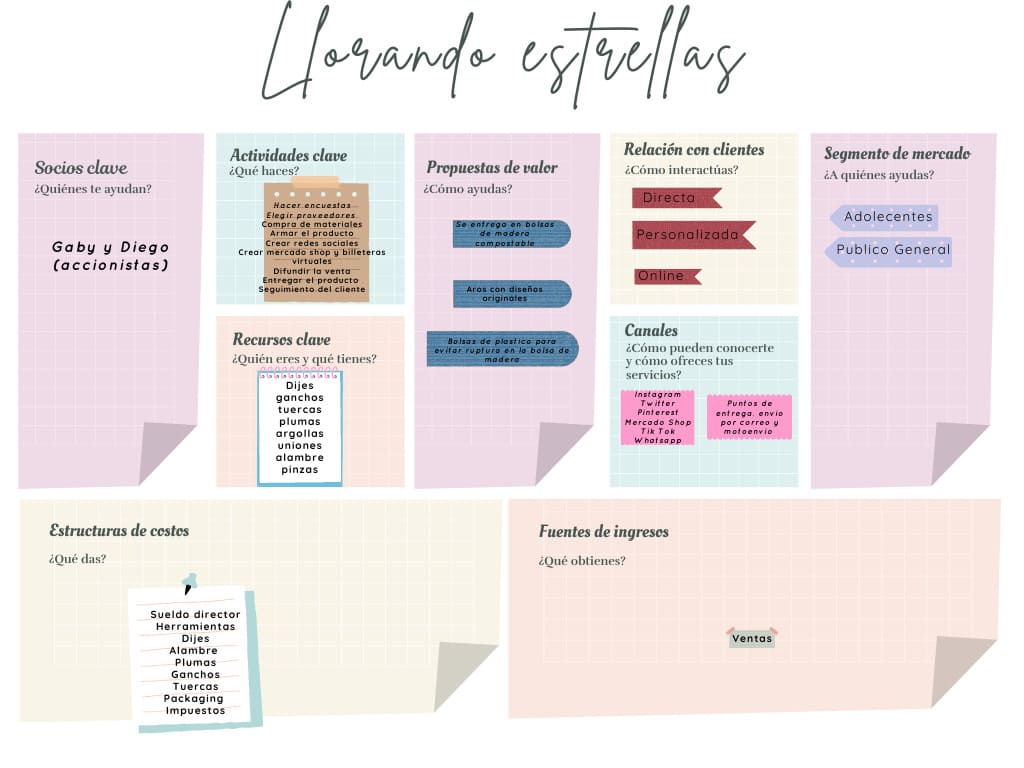 Llorando estrellas
Socios clave
¿Quiénes te ayudan?
Gaby y Diego
(accionistas)
Actividades clave
¿Qué haces?
Hacer encuestas
Elegir proveedores
Compra de materiales
Armar el producto
Crear redes sociales
Crear mercado shop y billeteras
virtuales
Difundir la venta
Entregar el producto
Seguimiento del cliente
Recursos clave
¿Quién eres y qué tienes?
Dijes
ganchos
tuercas
plumas
argollas
uniones
alambre
pinzas
Propuestas de valor
¿Cómo ayudas?
Se entrega en bolsas
de madera
compostable
Aros con diseños
originales
Bolsas de plastico para
evitar ruptura en la bolsa de
madera
Relación con clientes
¿Cómo interactúas?
Directa
Personalizada
Online
Canales
¿Cómo pueden conocerte
y cómo ofreces tus
servicios?
Instagram
Twitter
Pinterest
Mercado Shop
Tik Tok
Whatsapp
Puntos de
entrega, envio
por correo y
motoenvio
Segmento de mercado
¿A quiénes ayudas?
Adolecentes
Publico General
Estructuras de costos
¿Qué das?
Sueldo director
Herramientas
Dijes
Alambre
Plumas
Ganchos
Tuercas
Packaging
Impuestos
Fuentes de ingresos
¿Qué obtienes?
Ventas